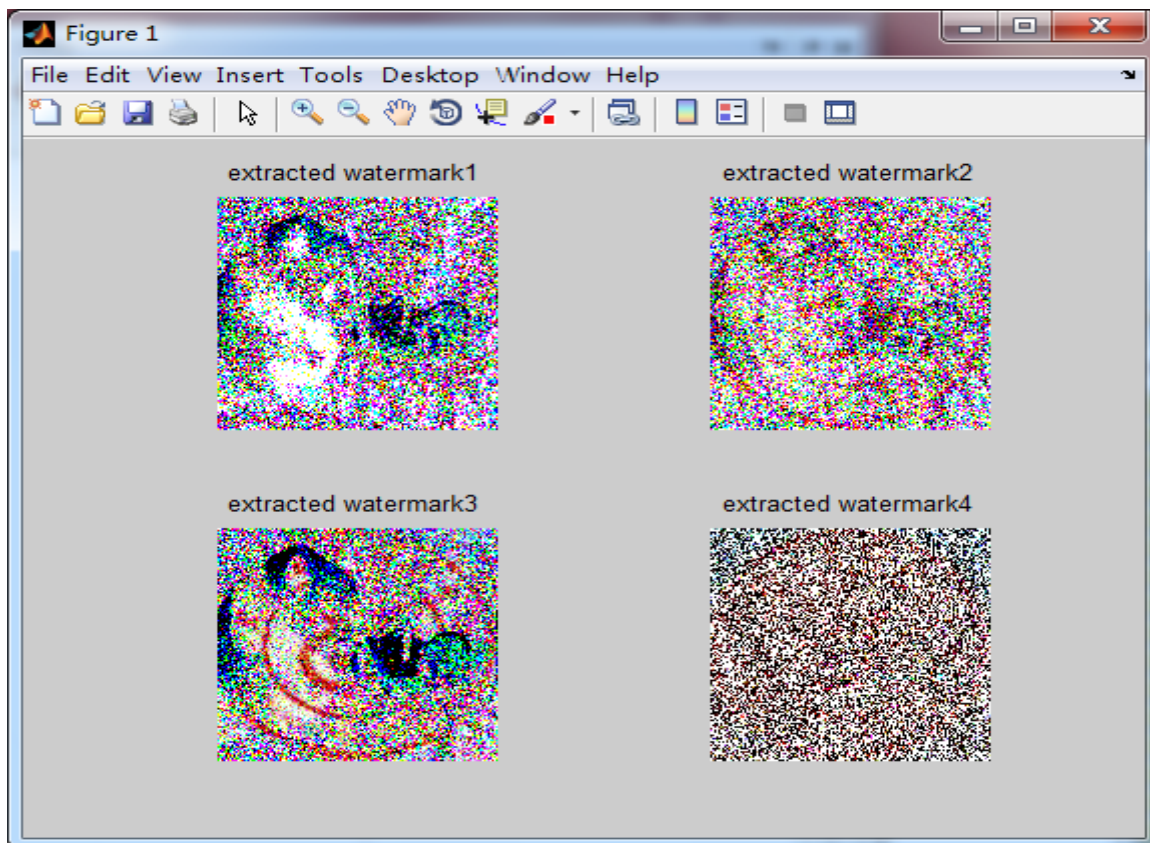 Figure 1
File Edit View Insert Tools Desktop Window Help
extracted watermark1
extracted watermark2
extracted watermark3
extracted watermark4